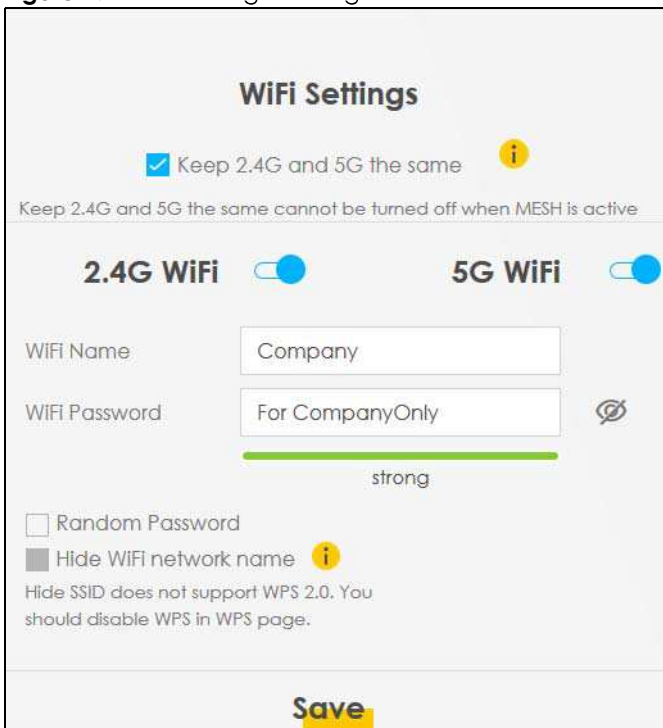 WiFi Settings
Keep 2.4G and 5G the same i
Keep 2.4G and 5G the same cannot be turned off when MESH is active
2.4G WiFi 5G WiFi
WiFi Name Company
WiFi Password For CompanyOnly
strong
Random Password
Hide WiFi network name i
Hide SSID does not support WPS 2.0. You
should disable WPS in WPS page.
Save